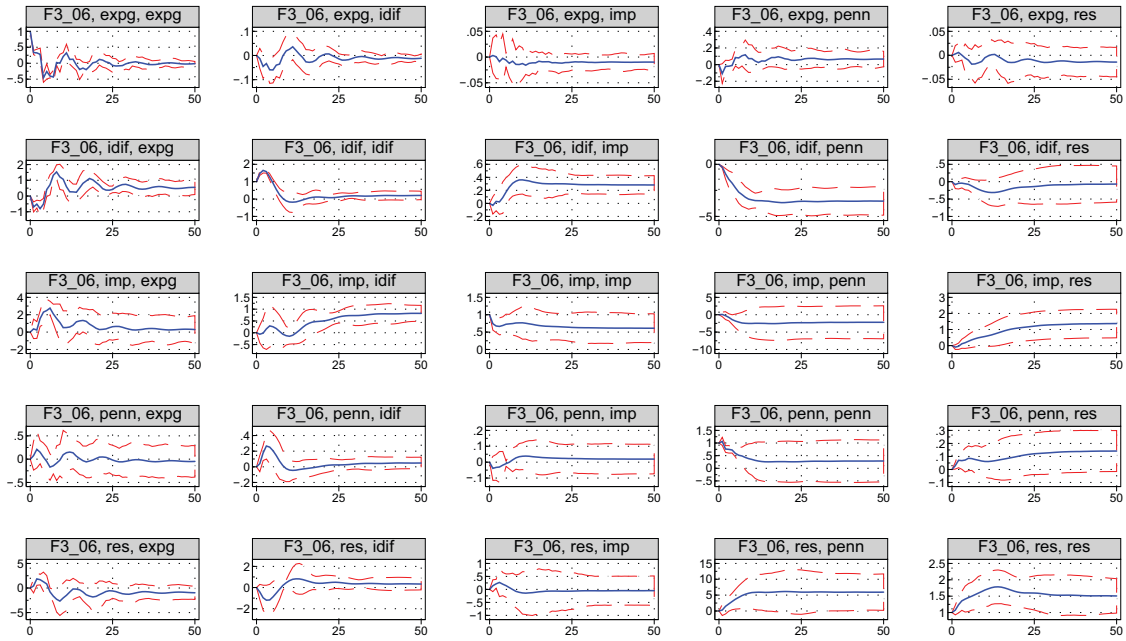 F3_06, expg, expg
F3_06, expg, idif
F3_06, expg, imp
F3_06, expg, penn
F3_06, expg, res
1
.5
0
−.5
0 25 50
1
0
−1
0 25 50
.05
0
−.05
0 25 50
.4
.2
0
−.2
0 25 50
.05
0
−.05
0 25 50
F3_06, idif, expg
F3_06, idif, idif
F3_06, idif, imp
F3_06, idif, penn
F3_06, idif, res
2
1
0
−1
0 25 50
2
1
0
−1
0 25 50
.6
.4
.2
0
−.2
0 25 50
0
−5
0 25 50
.5
0
−.5
−1
0 25 50
F3_06, imp, expg
F3_06, imp, idif
F3_06, imp, imp
F3_06, imp, penn
F3_06, imp, res
4
2
0
−2
0 25 50
1.5
1
.5
0
−.5
0 25 50
1.5
1
.5
0
0 25 50
5
0
−5
−10
0 25 50
3
2
1
0
0 25 50
F3_06, penn, expg
F3_06, penn, idif
F3_06, penn, imp
F3_06, penn, penn
F3_06, penn, res
.5
0
−.5
0 25 50
.4
.2
0
−.2
0 25 50
.2
.1
0
−.1
0 25 50
1.5
1
.5
0
−.5
0 25 50
.3
.2
.1
0
−.1
0 25 50
F3_06, res, expg
F3_06, res, idif
F3_06, res, imp
F3_06, res, penn
F3_06, res, res
5
0
−5
0 25 50
2
0
−2
0 25 50
1
.5
0
−.5
−1
0 25 50
15
10
5
0
0 25 50
2.5
2
1.5
1
0 25 50